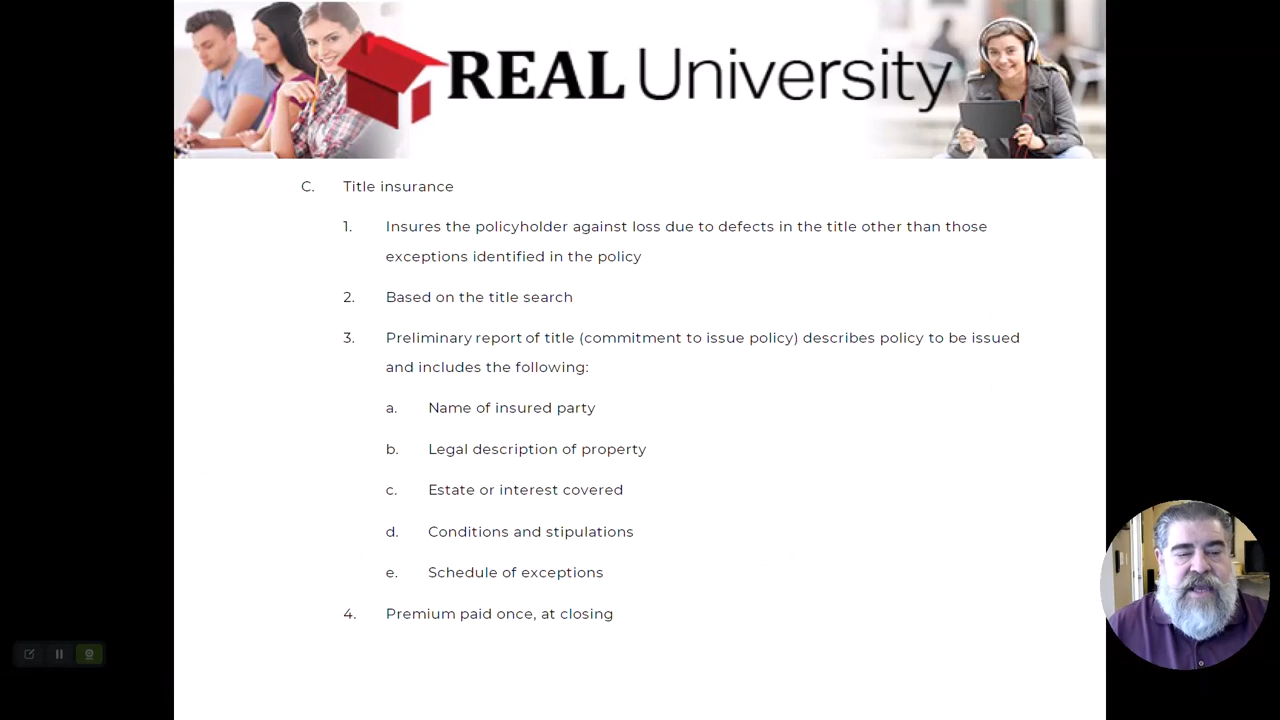 REAL University
C. Title insurance
1. Insures the policyholder against loss due to defects in the title other than those
exceptions identified in the policy
2. Based on the title search
3. Preliminary report of title (commitment to issue policy) describes policy to be issued
and includes the following:
a. Name of insured party
b. Legal description of property
c. Estate or interest covered
d. Conditions and stipulations
e. Schedule of exceptions
4. Premium paid once, at closing